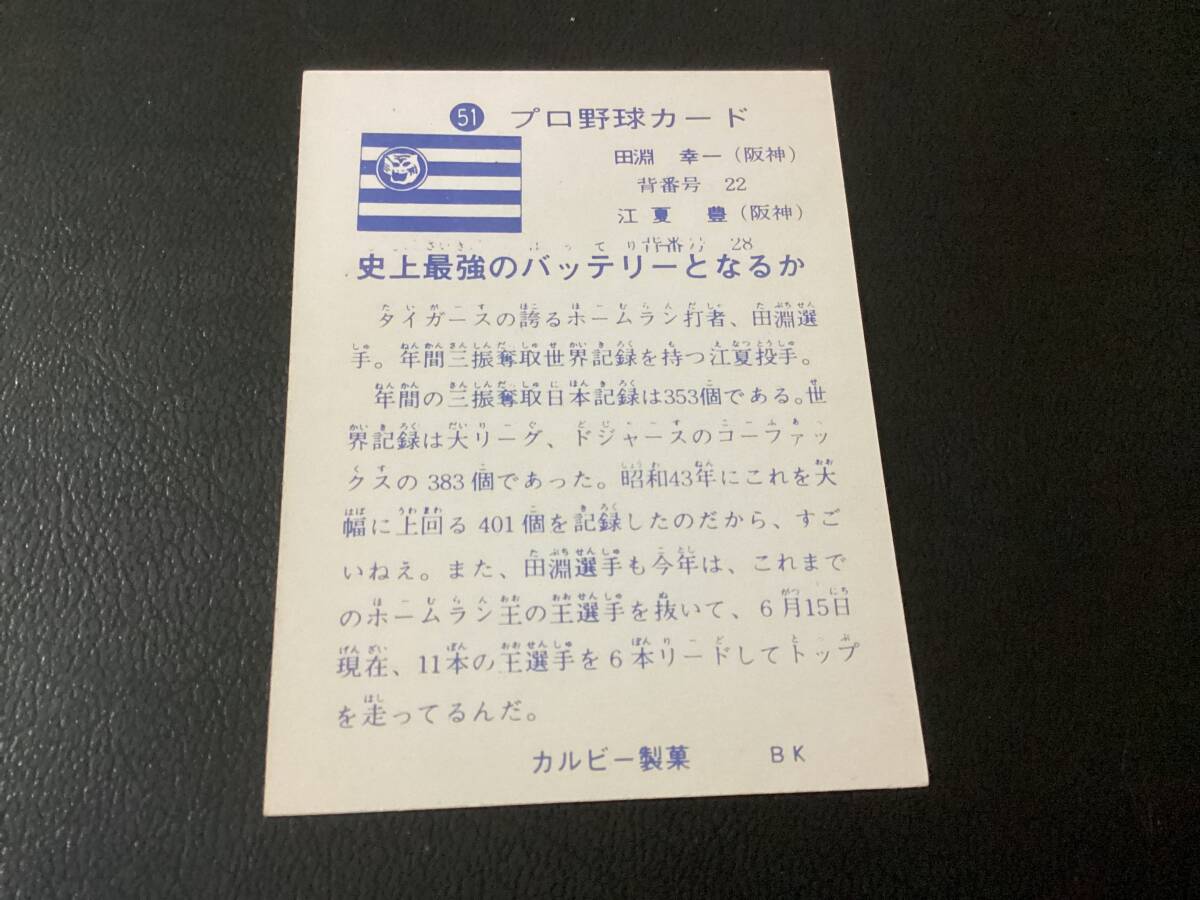 51 プロ野球カード
田淵 幸一(阪神)
背番号 22
江夏 豊(阪神)
背番号 28
史上最強のバッテリーとなるか
タイガースの誇るホームラン打者、田淵選
手。年間三振奪取世界記録を持つ江夏投手。
年間の三振奪取日本記録は353個である。世
界記録は大リーグ、ドジャースのコーファッ
クスの 383 個であった。昭和43年にこれを大
幅に上回る 401 個を記録したのだから、すご
いねえ。また、田淵選手も今年は、これまで
のホームラン王の王選手を抜いて、6月15日
現在、11本の王選手を6本リードしてトップ
を走ってるんだ。
カルビー製菓 BK